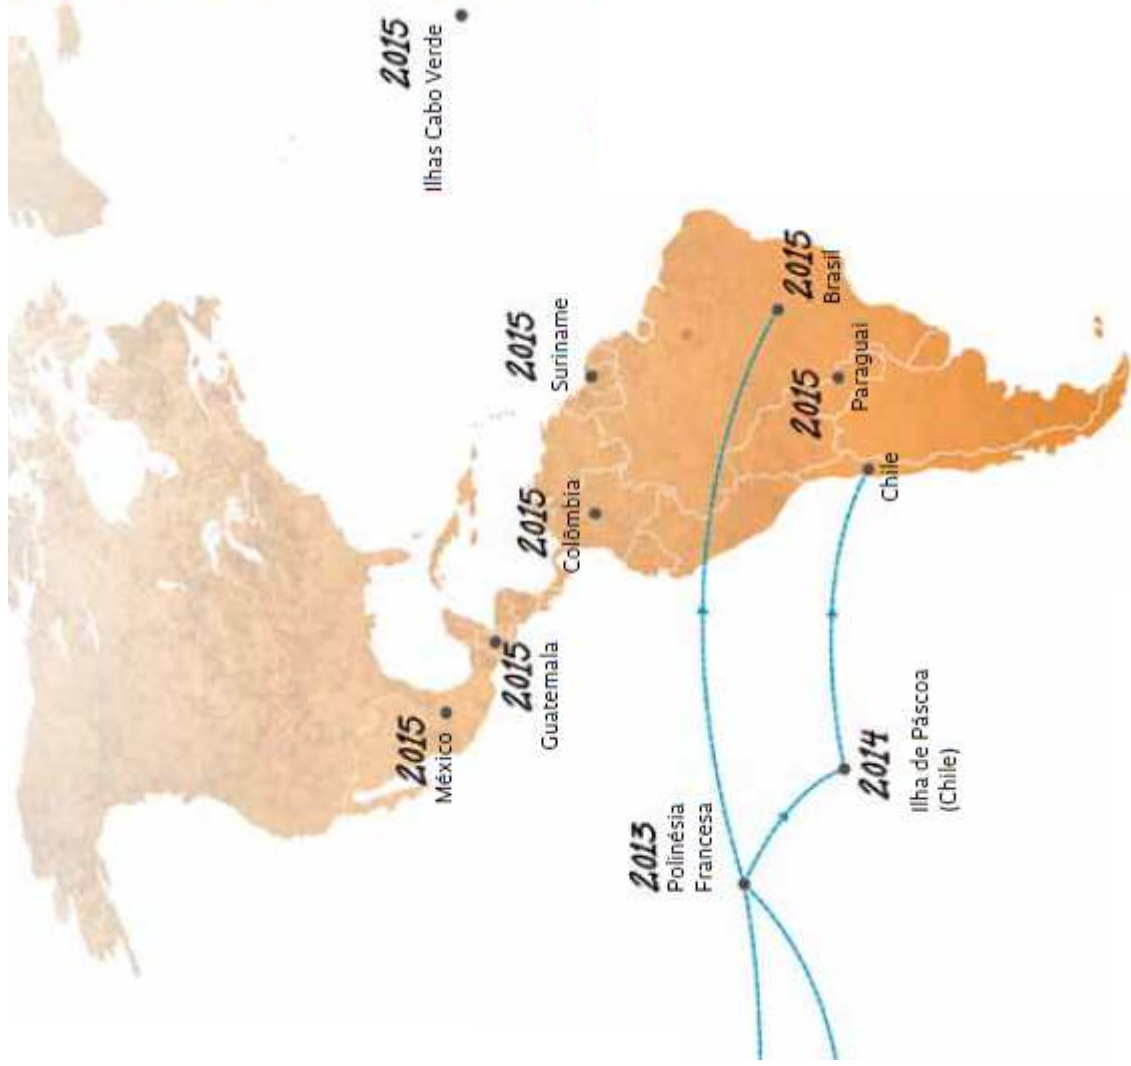 2015
México
2015
Guatemala
2015
Colômbia
2015
Suriname
2015
Ilhas Cabo Verde
2013
Polinésia
Francesa
2014
Ilha de Páscoa
(Chile)
Chile
2015
Paraguai
2015
Brasil